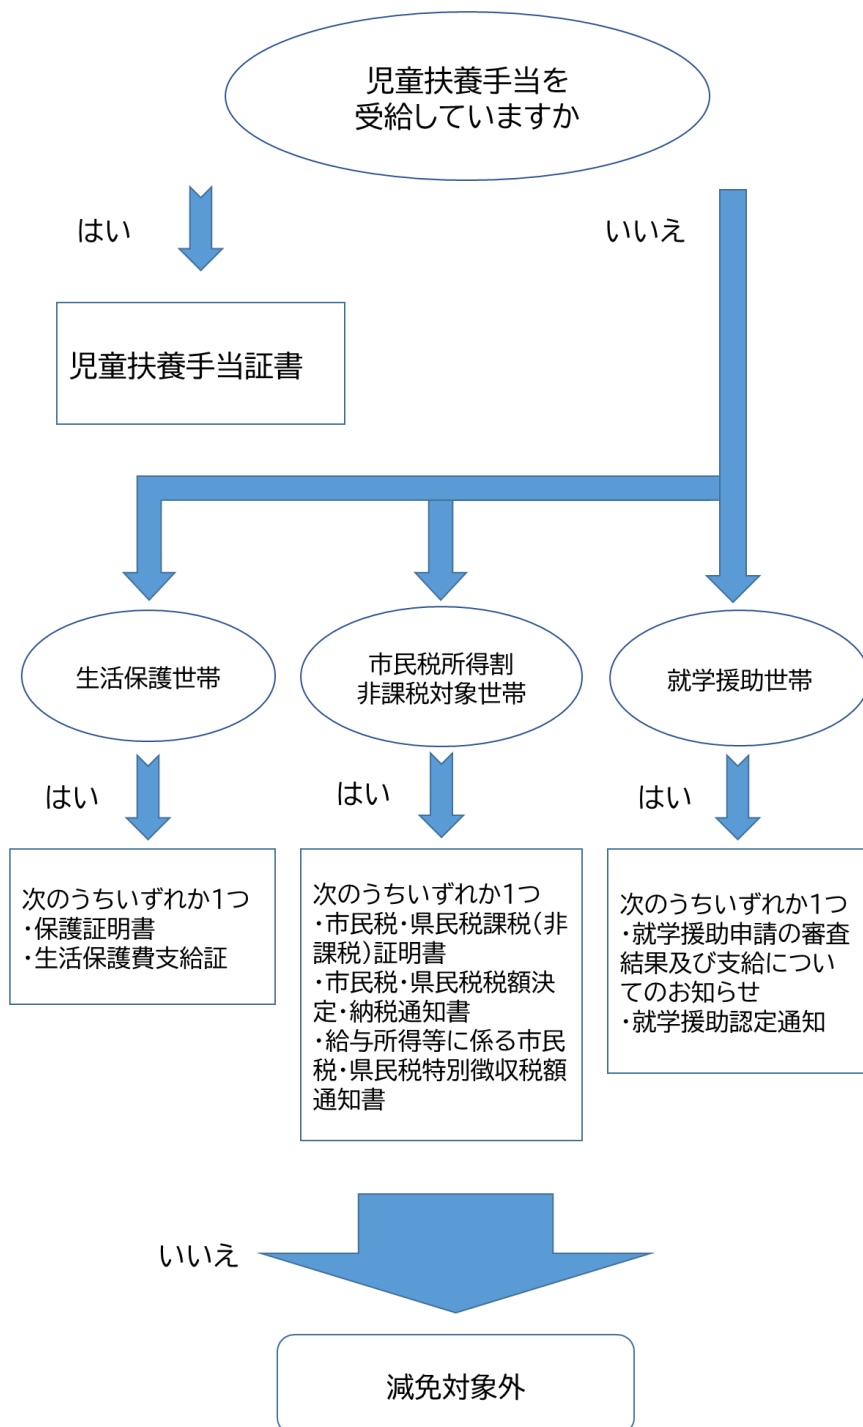 児童扶養手当を
受給していますか
はい
いいえ
児童扶養手当証書
生活保護世帯
市民税所得割
非課税対象世帯
就学援助世帯
はい
はい
はい
次のうちいずれか1つ
・保護証明書
・生活保護費支給証
次のうちいずれか1つ
・市民税・県民税課税(非
課税)証明書
・市民税・県民税税額決
定・納税通知書
・給与所得等に係る市民
税・県民税特別徴収税額
通知書
次のうちいずれか1つ
・就学援助申請の審査
結果及び支給につい
てのお知らせ
・就学援助認定通知
いいえ
減免対象外